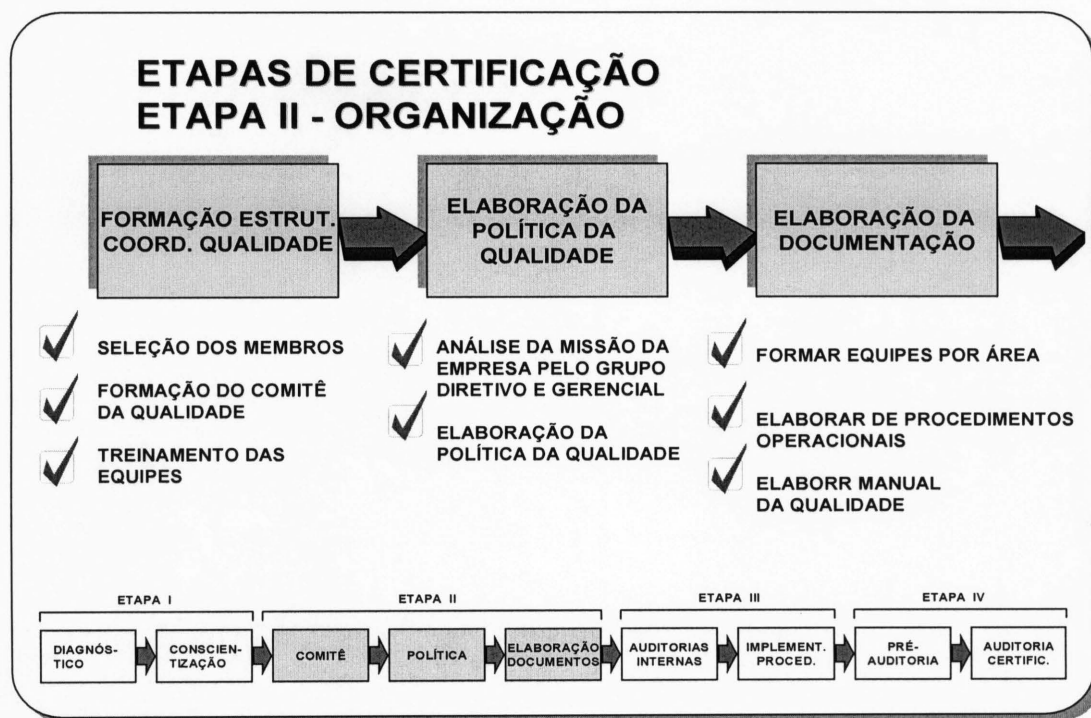 ETAPAS DE CERTIFICAÇÃO
ETAPA II - ORGANIZAÇÃO
FORMAÇÃO ESTRUT.
COORD. QUALIDADE
ELABORAÇÃO DA
POLÍTICA DA
QUALIDADE
ELABORAÇÃO DA
DOCUMENTAÇÃO
SELEÇÃO DOS MEMBROS
FORMAÇÃO DO COMITÊ
DA QUALIDADE
TREINAMENTO DAS
EQUIPES
ANÁLISE DA MISSÃO DA
EMPRESA PELO GRUPO
DIRETIVO E GERENCIAL
ELABORAÇÃO DA
POLÍTICA DA QUALIDADE
FORMAR EQUIPES POR ÁREA
ELABORAR DE PROCEDIMENTOS
OPERACIONAIS
ELABORR MANUAL
DA QUALIDADE
ETAPA I
ETAPA II
ETAPA III
ETAPA IV
DIAGNÓS-
TICO
CONSCIEN-
TIZAÇÃO
COMITÊ
POLÍTICA
ELABORAÇÃO
DOCUMENTOS
AUDITORIAS
INTERNAS
IMPLEMENT.
PROCED.
PRÉ-
AUDITORIA
AUDITORIA
CERTIFIC.